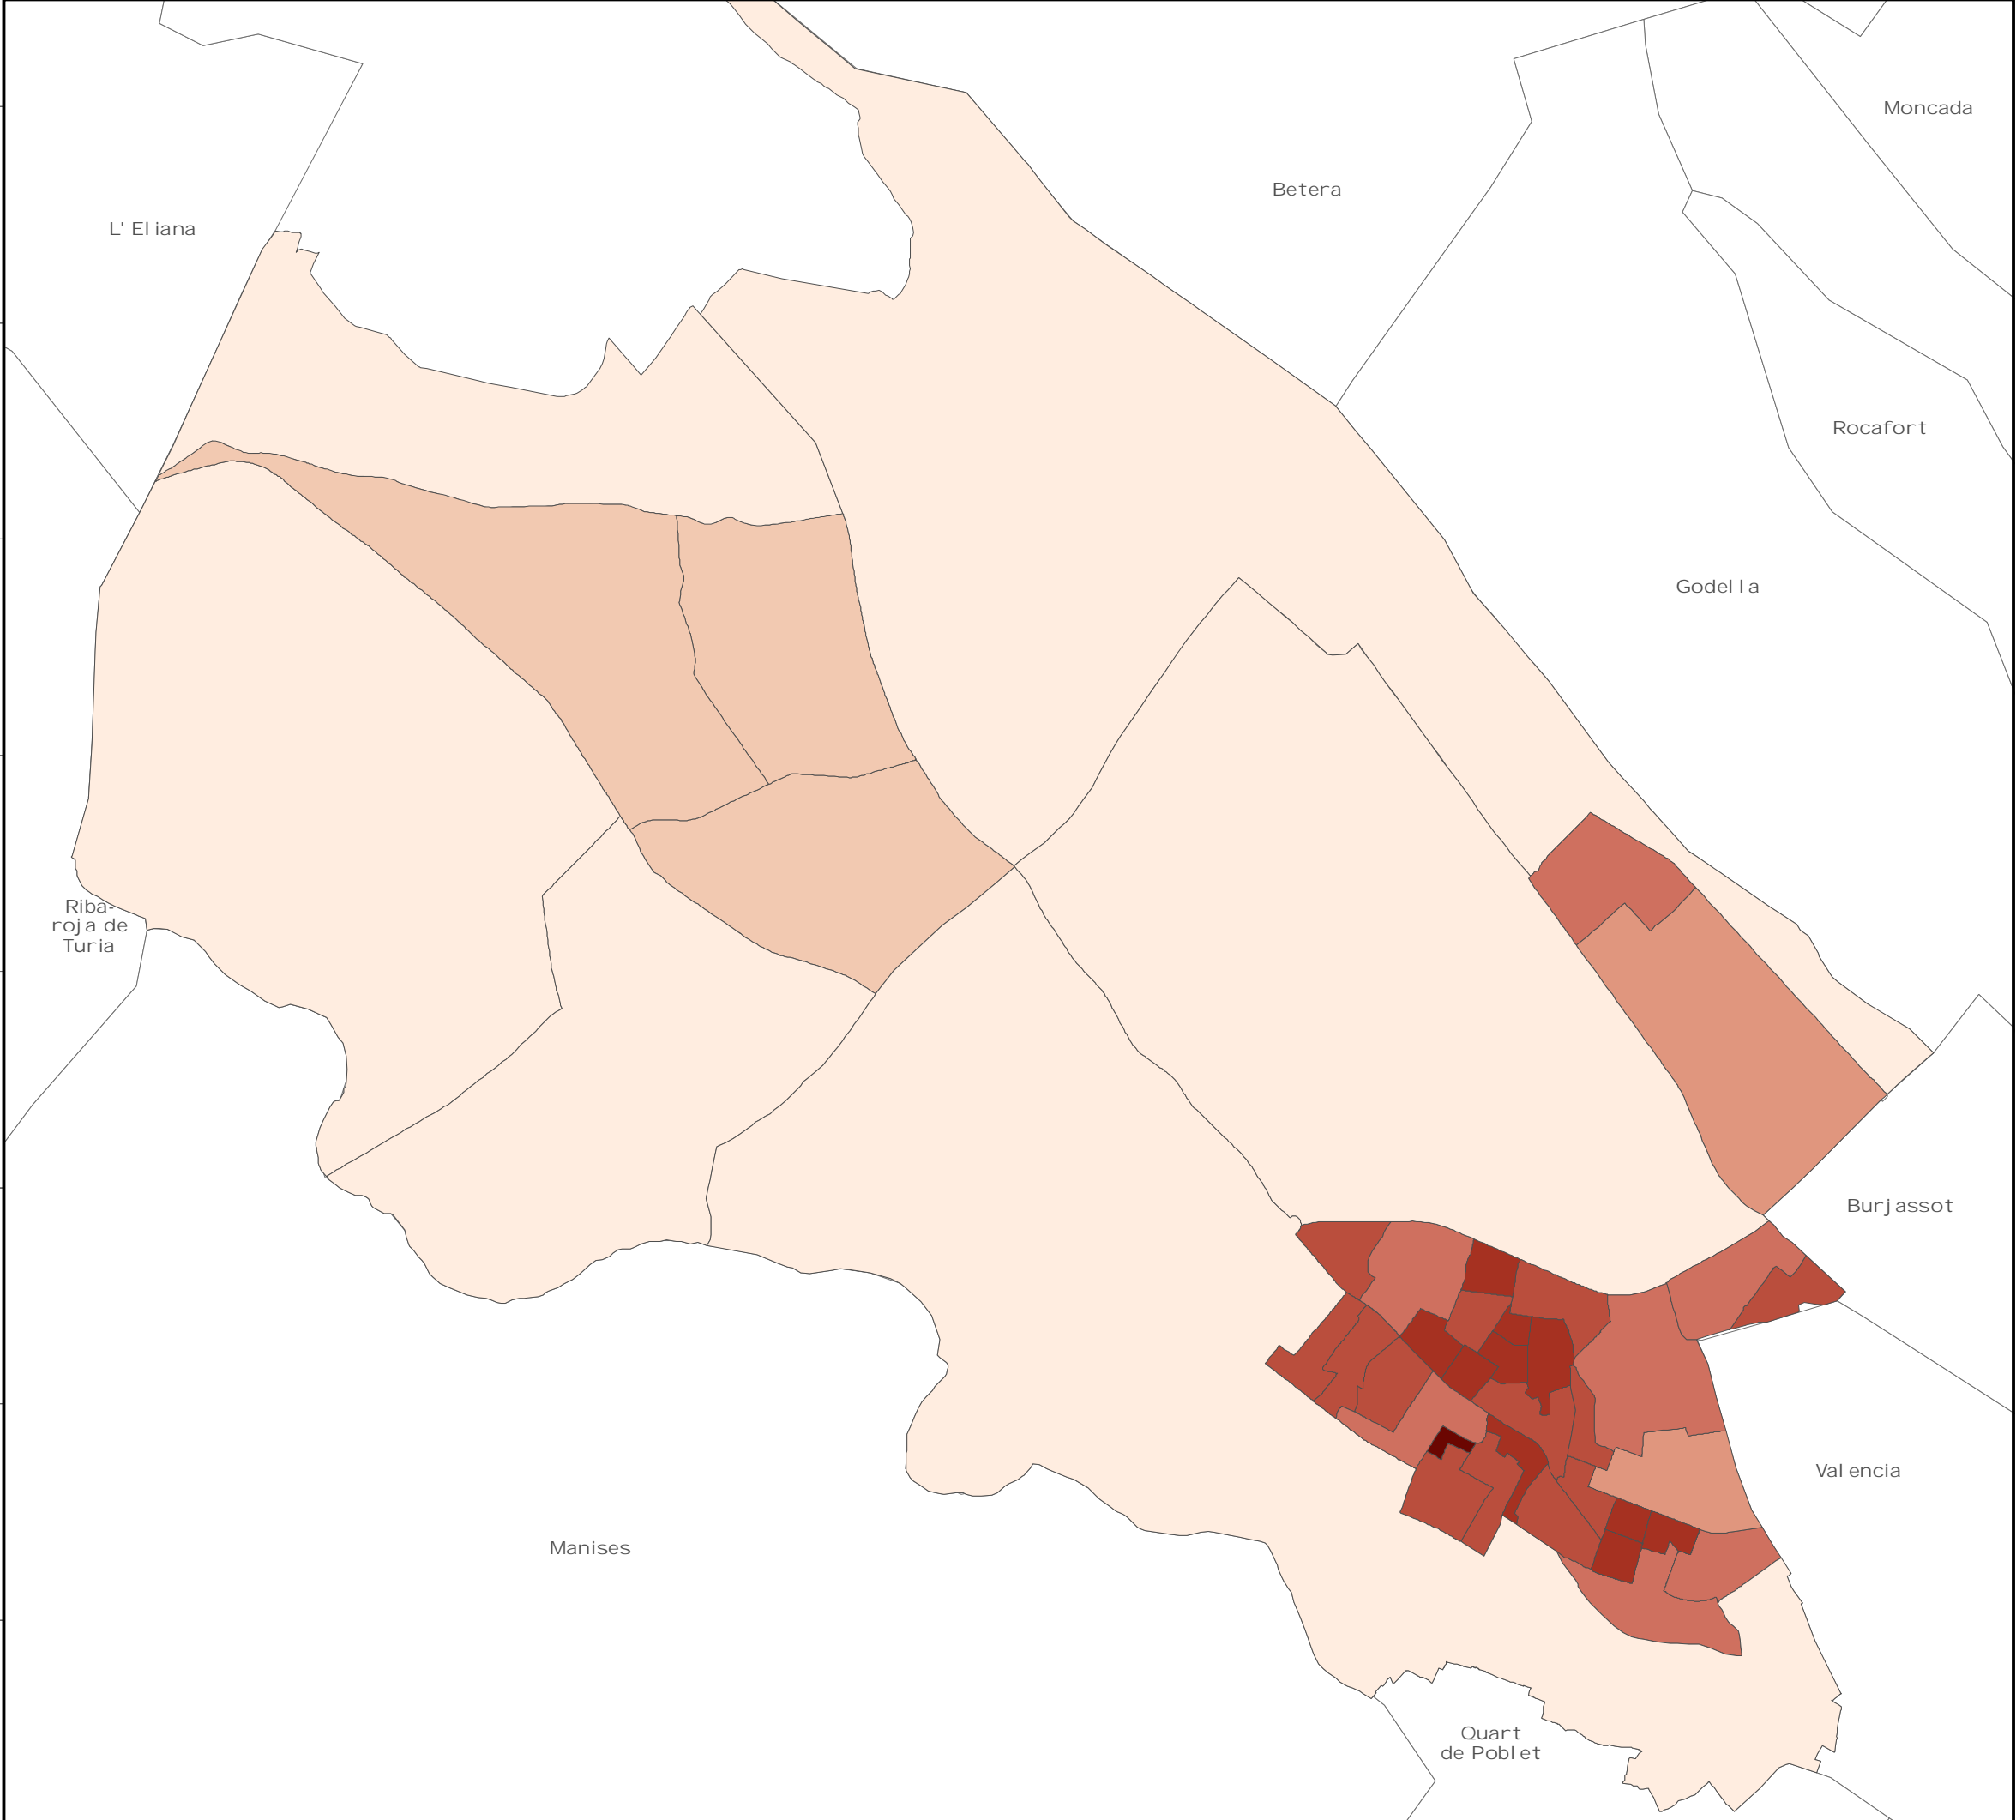 Moncada
Betera
L' Eliana
Rocafort
Godella
Riba-
roja de
Turia
Burjassot
Valencia
Manises
Quart
de Poblet